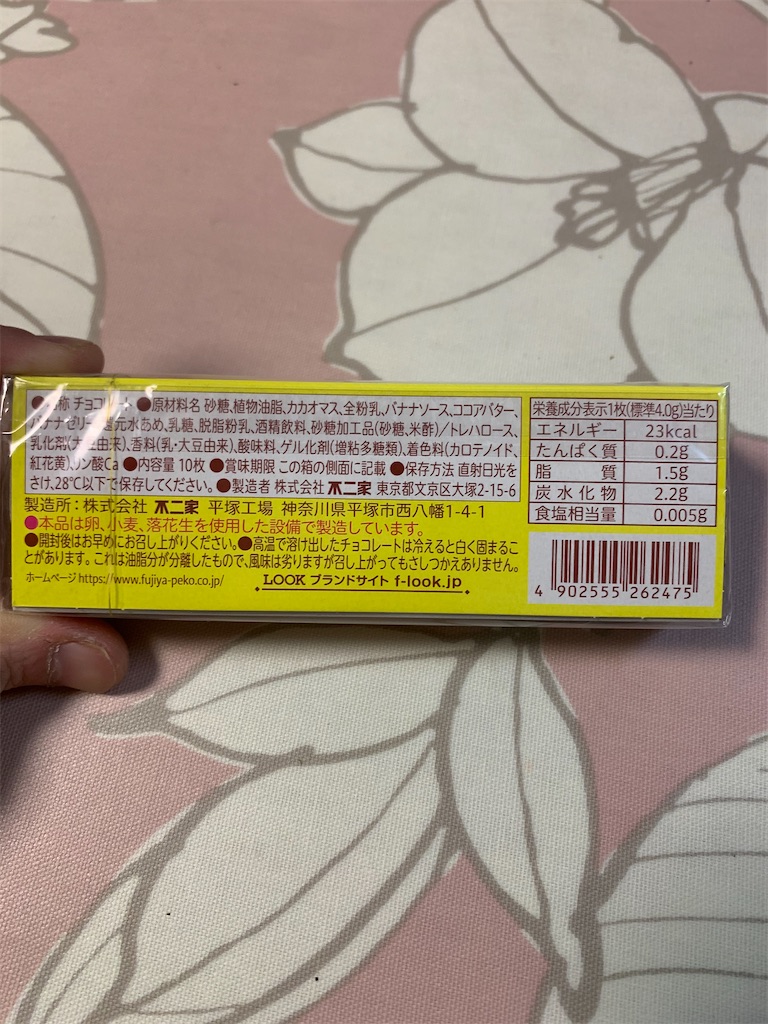 ●名称 チョコレート ●原材料名 砂糖、植物油脂、カカオマス、全粉乳、バナナソース、ココアバター、
バナナゼリー、還元水あめ、乳糖、脱脂粉乳、酒精飲料、砂糖加工品(砂糖、米酢)/トレハロース、
乳化剤(大豆由来)、香料(乳・大豆由来)、酸味料、ゲル化剤(増粘多糖類)、着色料(カロテノイド、
紅花黄)、リン酸Ca ●内容量 10枚 ●賞味期限 この箱の側面に記載 ●保存方法 直射日光を
さけ、28℃以下で保存してください。●製造者 株式会社 不二家 東京都文京区大塚2-15-6
製造所：株式会社 不二家 平塚工場 神奈川県平塚市西八幡1-4-1
●本品は卵、小麦、落花生を使用した設備で製造しています。
●開封後はお早めにお召し上がりください。●高温で溶け出したチョコレートは冷えると白く固まるこ
とがあります。これは油脂分が分離したもので、風味は劣りますが召し上がってもさしつかえありません。
ホームページ https://www.fujiya-peko.co.jp/ LOOK ブランドサイト f-look.jp
栄養成分表示1枚(標準4.0g)当たり
エネルギー 23kcal
たんぱく質 0.2g
脂質 1.5g
炭水化物 2.2g
食塩相当量 0.005g
4 902555 262475